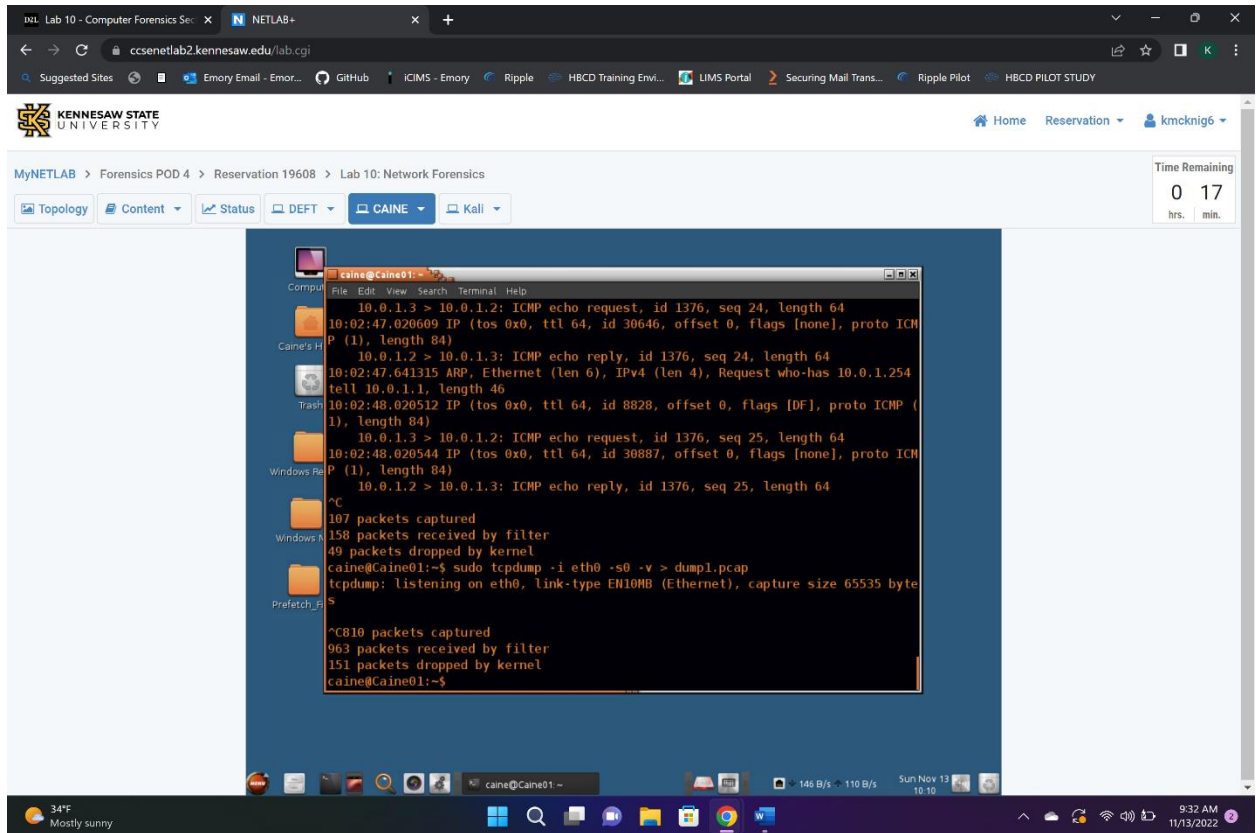 D2L Lab 10 - Computer Forensics Sec
N NETLAB+
ccsenetlab2.kennesaw.edu/lab.cgi
K
Suggested Sites Emory Email - Emor... GitHub iCIMS - Emory Ripple HBCD Training Envi... LIMS Portal Securing Mail Trans... Ripple Pilot HBCD PILOT STUDY
KENNESAW STATE
UNIVERSITY
Home Reservation kmcknig6
MyNETLAB > Forensics POD 4 > Reservation 19608 > Lab 10: Network Forensics
Time Remaining
0 17
hrs. min.
Topology Content Status DEFT CAINE Kali
Comput
Caine's H
Trash
Windows Re
Windows M
Prefetch_Fi
caine@Caine01: ~
File Edit View Search Terminal Help
10.0.1.3 > 10.0.1.2: ICMP echo request, id 1376, seq 24, length 64
10:02:47.020609 IP (tos 0x0, ttl 64, id 30646, offset 0, flags [none], proto ICM
P (1), length 84)
10.0.1.2 > 10.0.1.3: ICMP echo reply, id 1376, seq 24, length 64
10:02:47.641315 ARP, Ethernet (len 6), IPv4 (len 4), Request who-has 10.0.1.254
tell 10.0.1.1, length 46
10:02:48.020512 IP (tos 0x0, ttl 64, id 8828, offset 0, flags [DF], proto ICMP (
1), length 84)
10.0.1.3 > 10.0.1.2: ICMP echo request, id 1376, seq 25, length 64
10:02:48.020544 IP (tos 0x0, ttl 64, id 30887, offset 0, flags [none], proto ICM
P (1), length 84)
10.0.1.2 > 10.0.1.3: ICMP echo reply, id 1376, seq 25, length 64
^C
107 packets captured
158 packets received by filter
49 packets dropped by kernel
caine@Caine01:~$ sudo tcpdump -i eth0 -s0 -v > dump1.pcap
tcpdump: listening on eth0, link-type EN10MB (Ethernet), capture size 65535 byte
s
^C810 packets captured
963 packets received by filter
151 packets dropped by kernel
caine@Caine01:~$
MENU
caine@Caine01: ~
146 B/s 110 B/s
Sun Nov 13
10:10
34°F
Mostly sunny
9:32 AM
11/13/2022
2